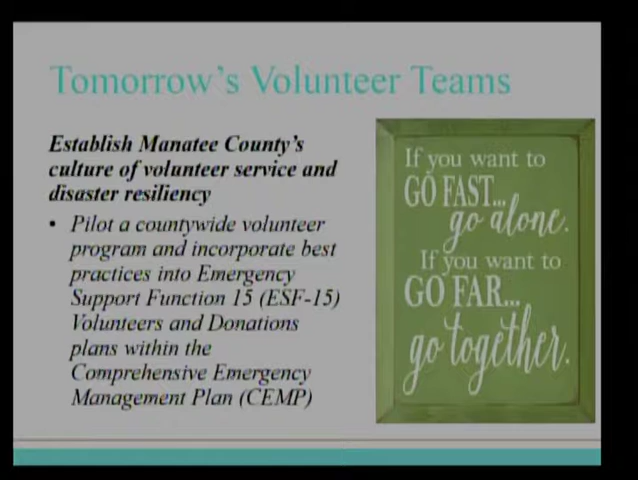 Tomorrow's Volunteer Teams
Establish Manatee County's
culture of volunteer service and
disaster resiliency
• Pilot a countywide volunteer
program and incorporate best
practices into Emergency
Support Function 15 (ESF-15)
Volunteers and Donations
plans within the
Comprehensive Emergency
Management Plan (CEMP)
If you want to
GO FAST...
go alone.
If you want to
GO FAR...
go together.